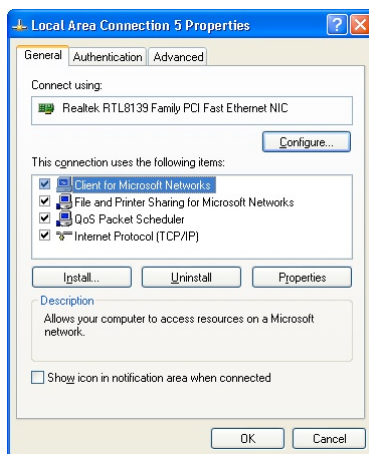 Local Area Connection 5 Properties
General Authentication Advanced
Connect using:
Realtek RTL8139 Family PCI Fast Ethernet NIC
Configure...
This connection uses the following items:
Client for Microsoft Networks
File and Printer Sharing for Microsoft Networks
QoS Packet Scheduler
Internet Protocol (TCP/IP)
Install... Uninstall Properties
Description
Allows your computer to access resources on a Microsoft
network.
Show icon in notification area when connected
OK Cancel